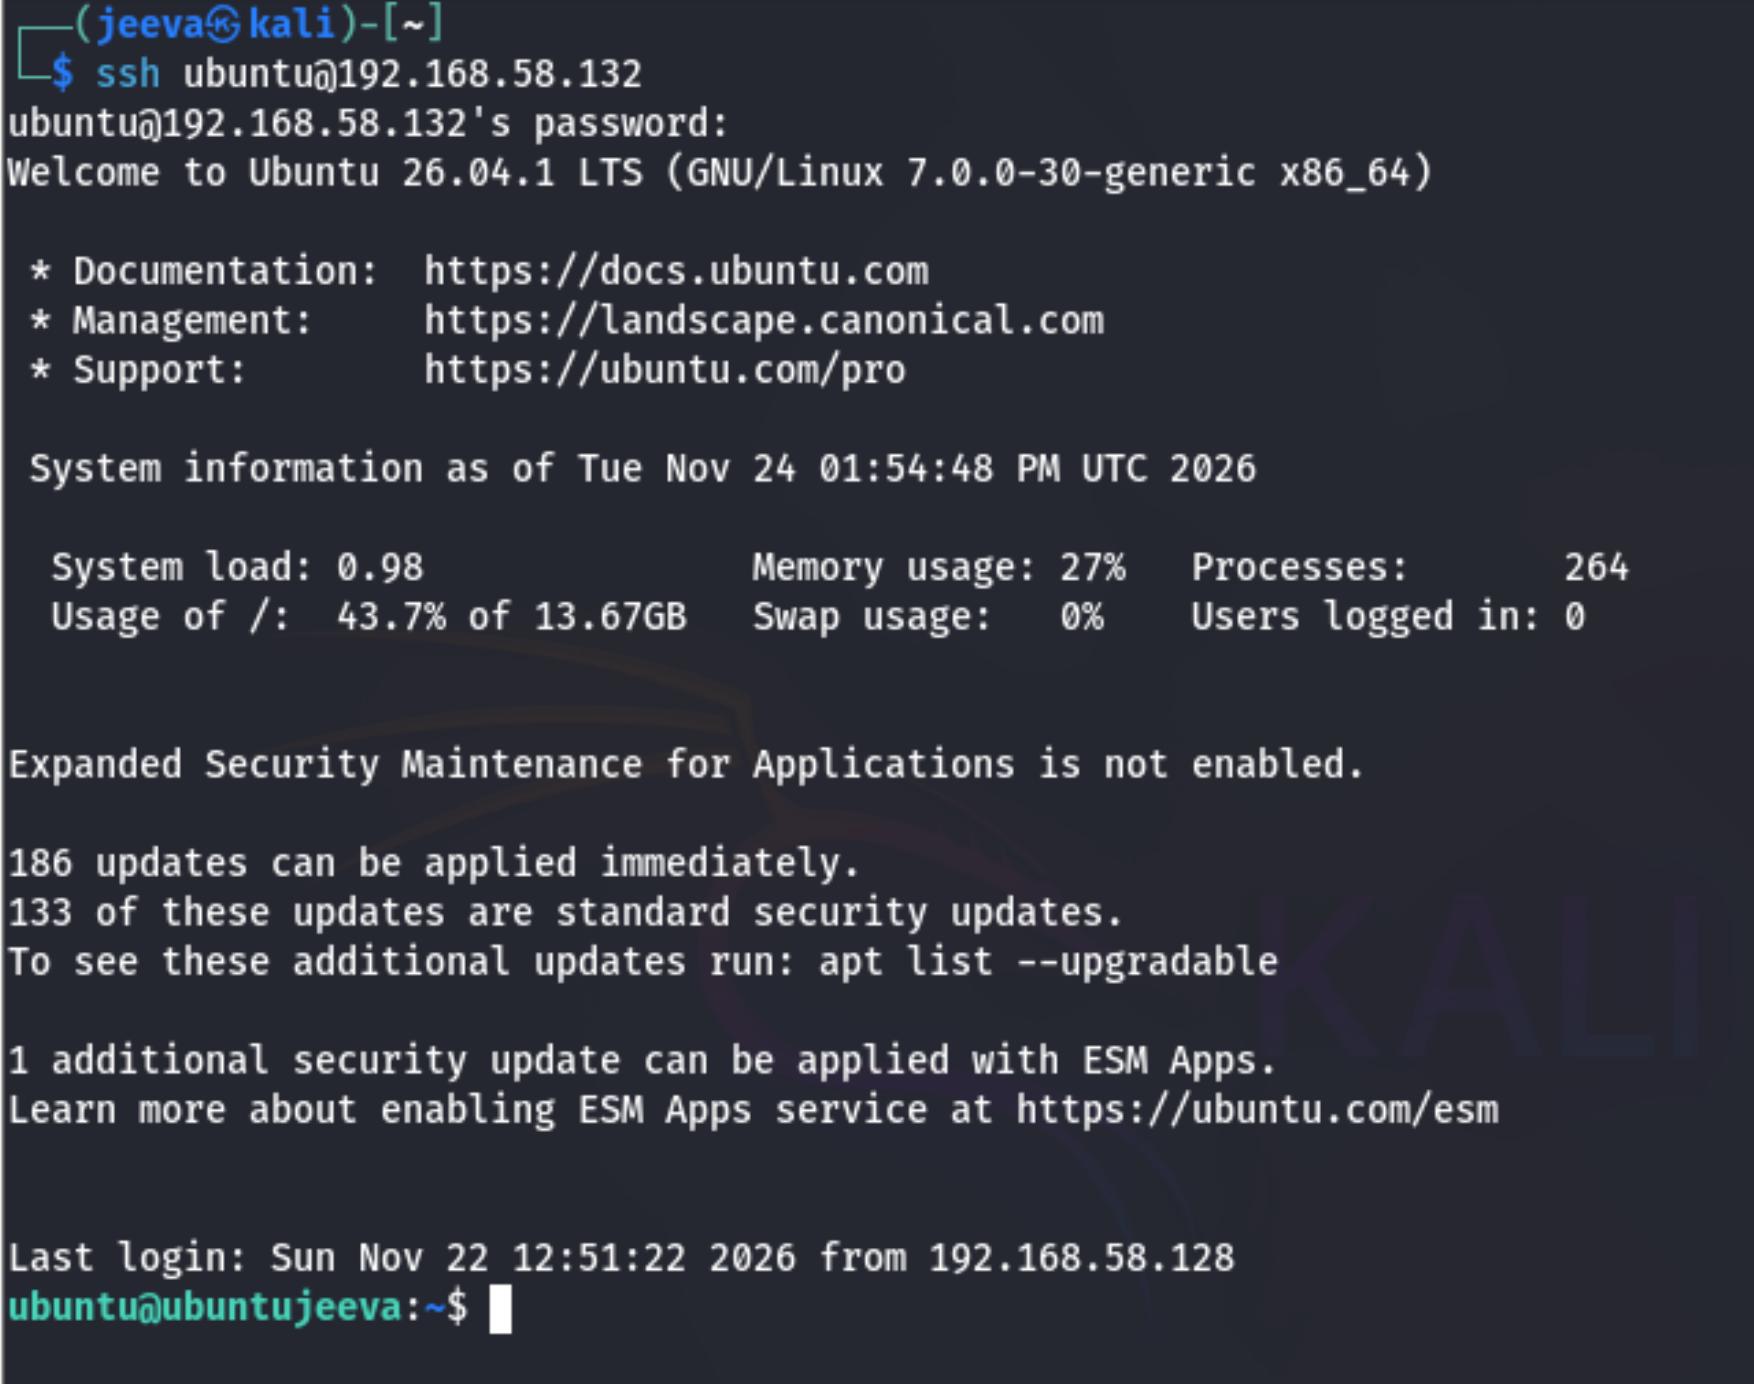 (jeeva㉿kali)-[~]
$ ssh ubuntu@192.168.58.132
ubuntu@192.168.58.132's password:
Welcome to Ubuntu 26.04.1 LTS (GNU/Linux 7.0.0-30-generic x86_64)
* Documentation:  https://docs.ubuntu.com
* Management:     https://landscape.canonical.com
* Support:        https://ubuntu.com/pro
System information as of Tue Nov 24 01:54:48 PM UTC 2026
System load: 0.98               Memory usage: 27%   Processes:       264
Usage of /:  43.7% of 13.67GB   Swap usage:   0%    Users logged in: 0
Expanded Security Maintenance for Applications is not enabled.
186 updates can be applied immediately.
133 of these updates are standard security updates.
To see these additional updates run: apt list --upgradable
1 additional security update can be applied with ESM Apps.
Learn more about enabling ESM Apps service at https://ubuntu.com/esm
Last login: Sun Nov 22 12:51:22 2026 from 192.168.58.128
ubuntu@ubuntujeeva:~$
KALI